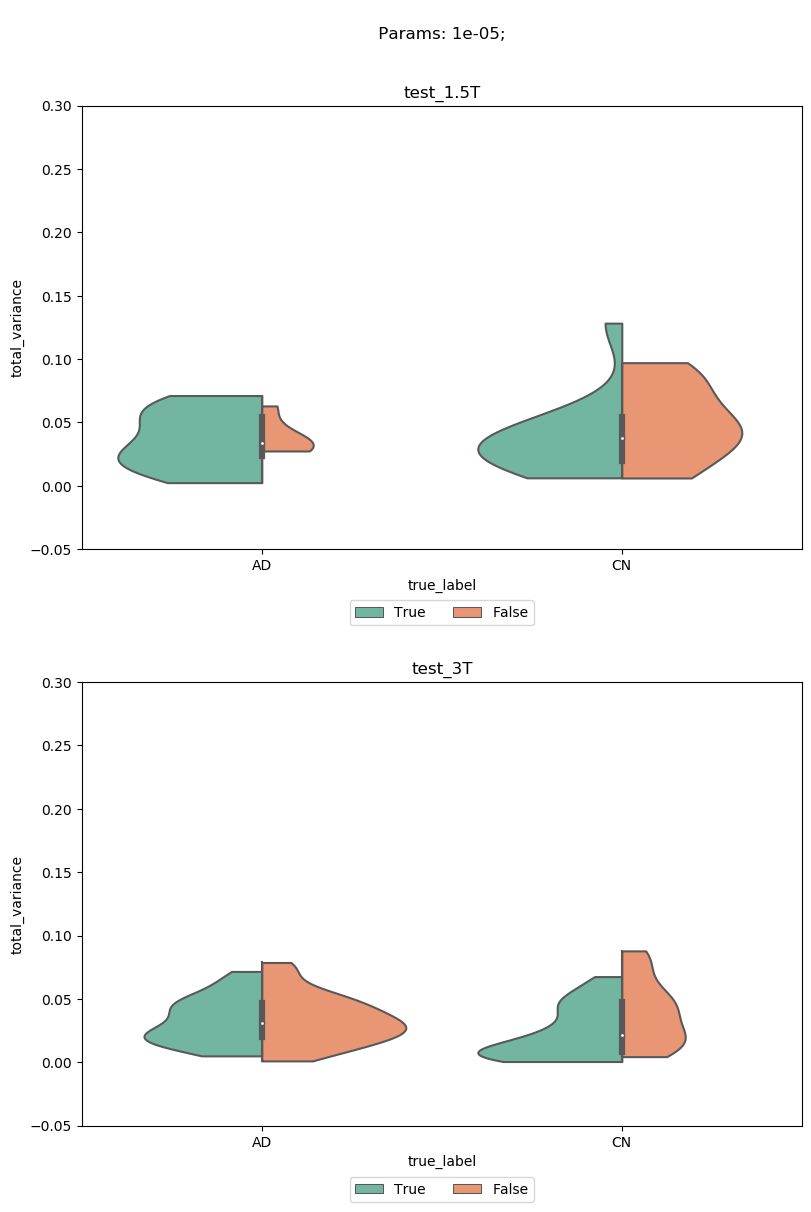 Params: 1e-05;
test_1.5T
0.30
0.25
0.20
0.15
0.10
0.05
0.00
−0.05
total_variance
AD CN
true_label
True False
test_3T
0.30
0.25
0.20
0.15
0.10
0.05
0.00
−0.05
total_variance
AD CN
true_label
True False